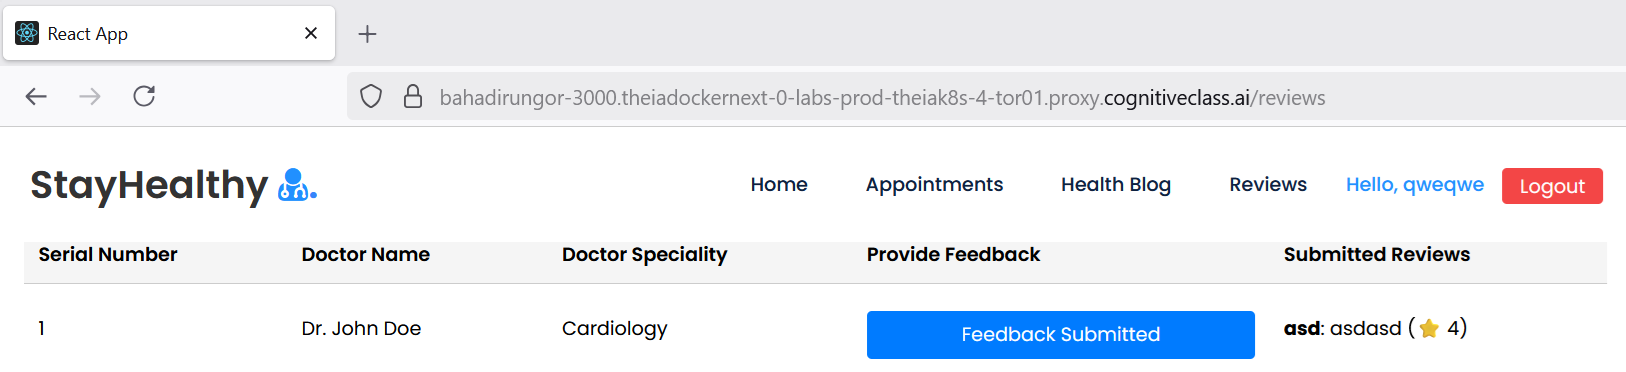 React App
bahadirungor-3000.theiadockernext-0-labs-prod-theiak8s-4-tor01.proxy.cognitiveclass.ai/reviews
StayHealthy . Home Appointments Health Blog Reviews Hello, qweqwe Logout
Serial Number Doctor Name Doctor Speciality Provide Feedback Submitted Reviews
1 Dr. John Doe Cardiology Feedback Submitted asd: asdasd (⭐ 4)